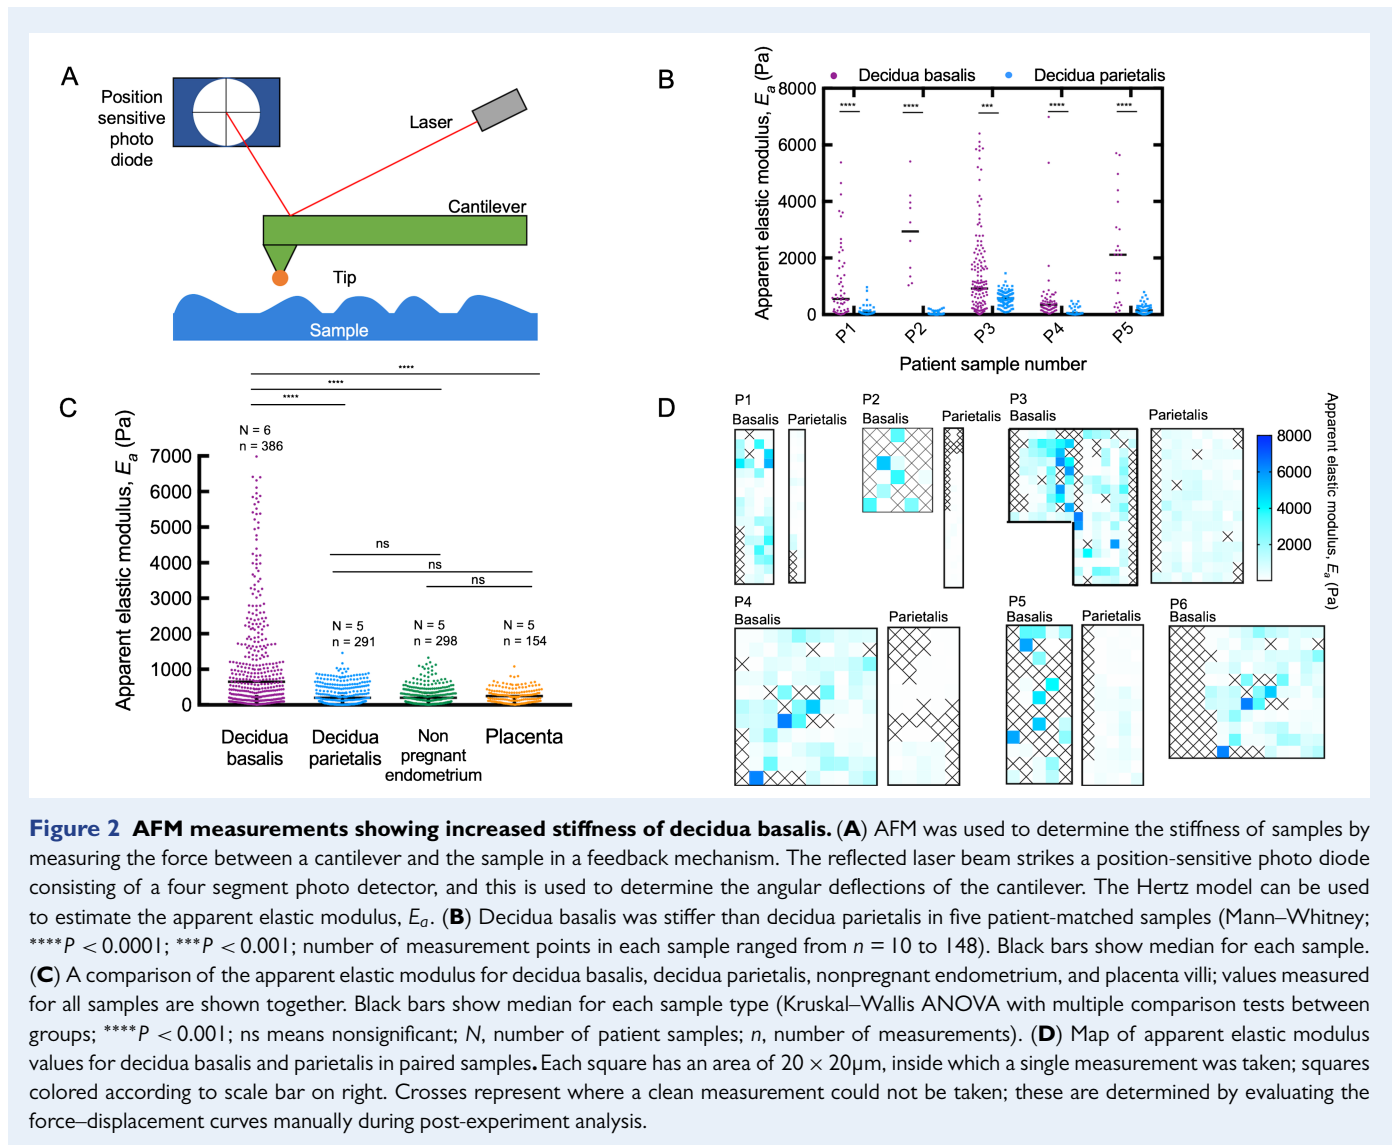 A
Position
sensitive
photo
diode
Laser
Cantilever
Tip
Sample
B
Decidua basalis
Decidua parietalis
Apparent elastic modulus, Ea (Pa)
8000
6000
4000
2000
0
**** **** *** **** ****
P1 P2 P3 P4 P5
Patient sample number
C
****
****
****
Apparent elastic modulus, Ea (Pa)
7000
6000
5000
4000
3000
2000
1000
0
N = 6
n = 386
ns
ns
ns
N = 5
n = 291
N = 5
n = 298
N = 5
n = 154
Decidua
basalis
Decidua
parietalis
Non
pregnant
endometrium
Placenta
D
P1
Basalis
Parietalis
P2
Basalis
Parietalis
P3
Basalis
Parietalis
8000
6000
4000
2000
Apparent elastic modulus, Ea (Pa)
P4
Basalis
Parietalis
P5
Basalis
Parietalis
P6
Basalis
Figure 2 AFM measurements showing increased stiffness of decidua basalis. (A) AFM was used to determine the stiffness of samples by
measuring the force between a cantilever and the sample in a feedback mechanism. The reflected laser beam strikes a position-sensitive photo diode
consisting of a four segment photo detector, and this is used to determine the angular deflections of the cantilever. The Hertz model can be used
to estimate the apparent elastic modulus, Ea. (B) Decidua basalis was stiffer than decidua parietalis in five patient-matched samples (Mann–Whitney;
****P < 0.0001; ***P < 0.001; number of measurement points in each sample ranged from n = 10 to 148). Black bars show median for each sample.
(C) A comparison of the apparent elastic modulus for decidua basalis, decidua parietalis, nonpregnant endometrium, and placenta villi; values measured
for all samples are shown together. Black bars show median for each sample type (Kruskal–Wallis ANOVA with multiple comparison tests between
groups; ****P < 0.001; ns means nonsignificant; N, number of patient samples; n, number of measurements). (D) Map of apparent elastic modulus
values for decidua basalis and parietalis in paired samples. Each square has an area of 20 × 20μm, inside which a single measurement was taken; squares
colored according to scale bar on right. Crosses represent where a clean measurement could not be taken; these are determined by evaluating the
force–displacement curves manually during post-experiment analysis.